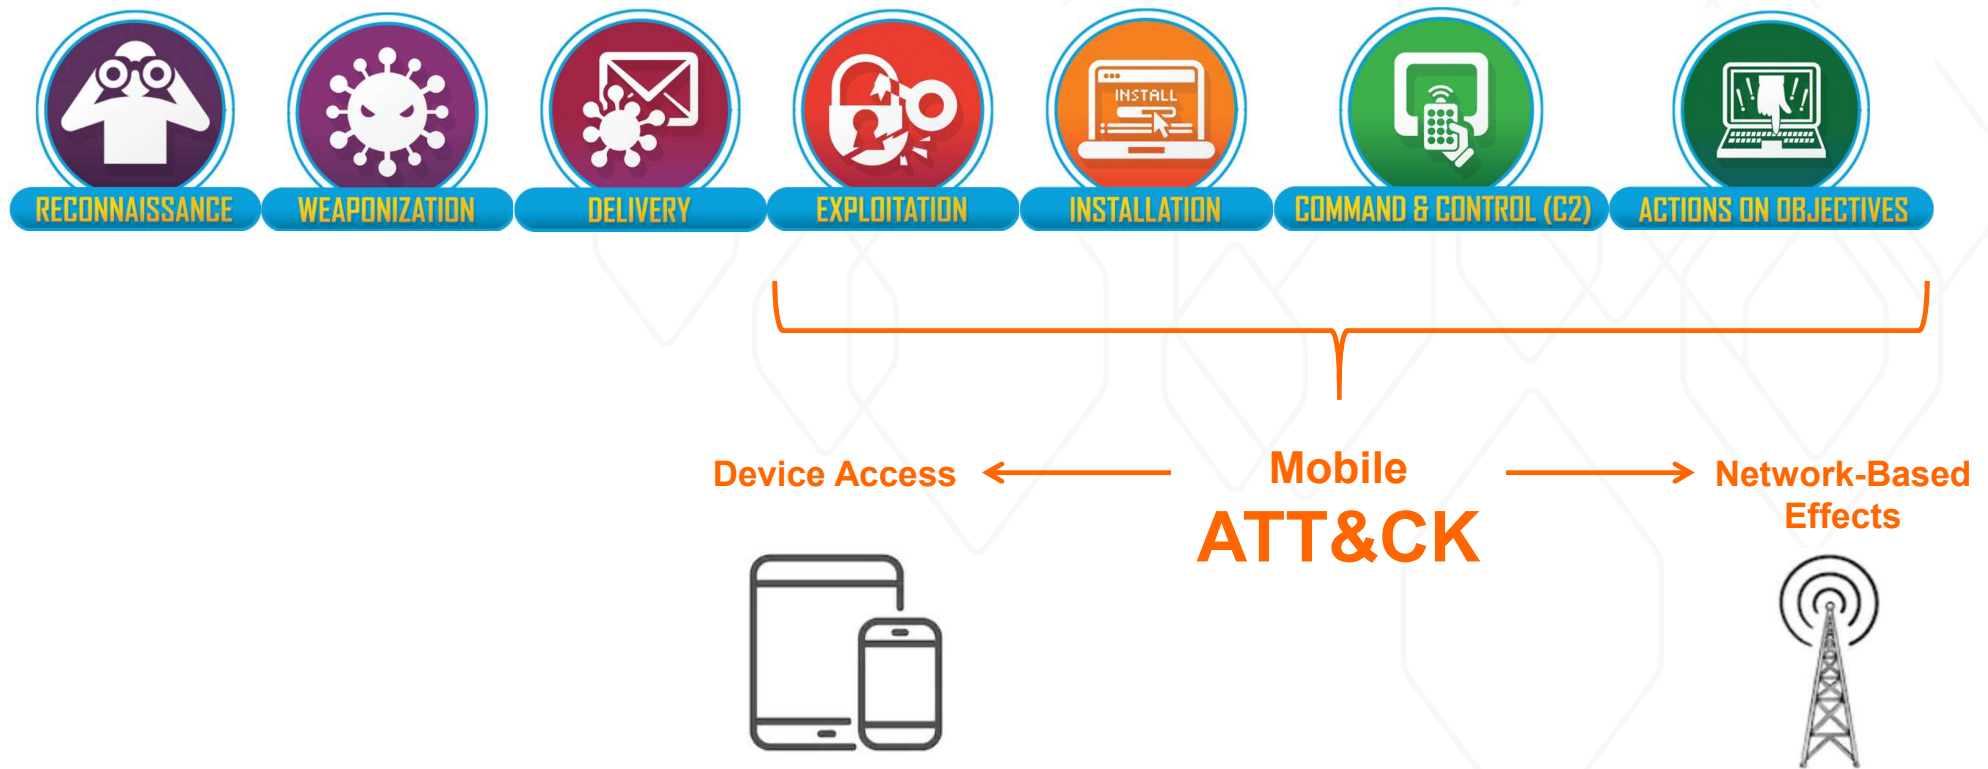 INSTALL
RECONNAISSANCE
WEAPONIZATION
DELIVERY
EXPLOITATION
INSTALLATION
COMMAND & CONTROL (C2)
ACTIONS ON OBJECTIVES
Device Access
Mobile
ATT&CK
Network-Based
Effects